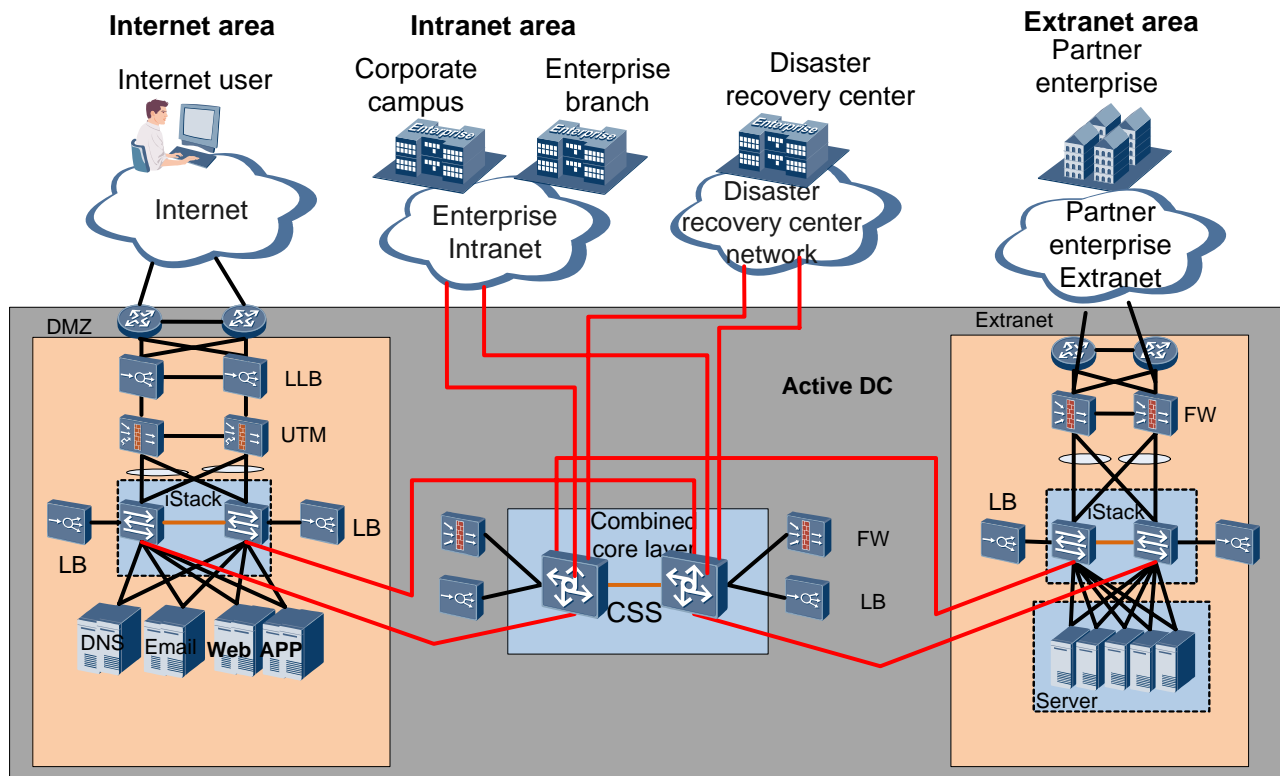 Internet area
Intranet area
Extranet area
Internet user
Corporate
campus
Enterprise
branch
Disaster
recovery center
Partner
enterprise
Enterprise
Enterprise
Enterprise
Internet
Enterprise
Intranet
Disaster
recovery center
network
Partner
enterprise
Extranet
DMZ
Extranet
LLB
Active DC
FW
UTM
iStack
LB
LB
Combined
core layer
CSS
FW
LB
LB
iStack
DNS
Email
Web
APP
Server